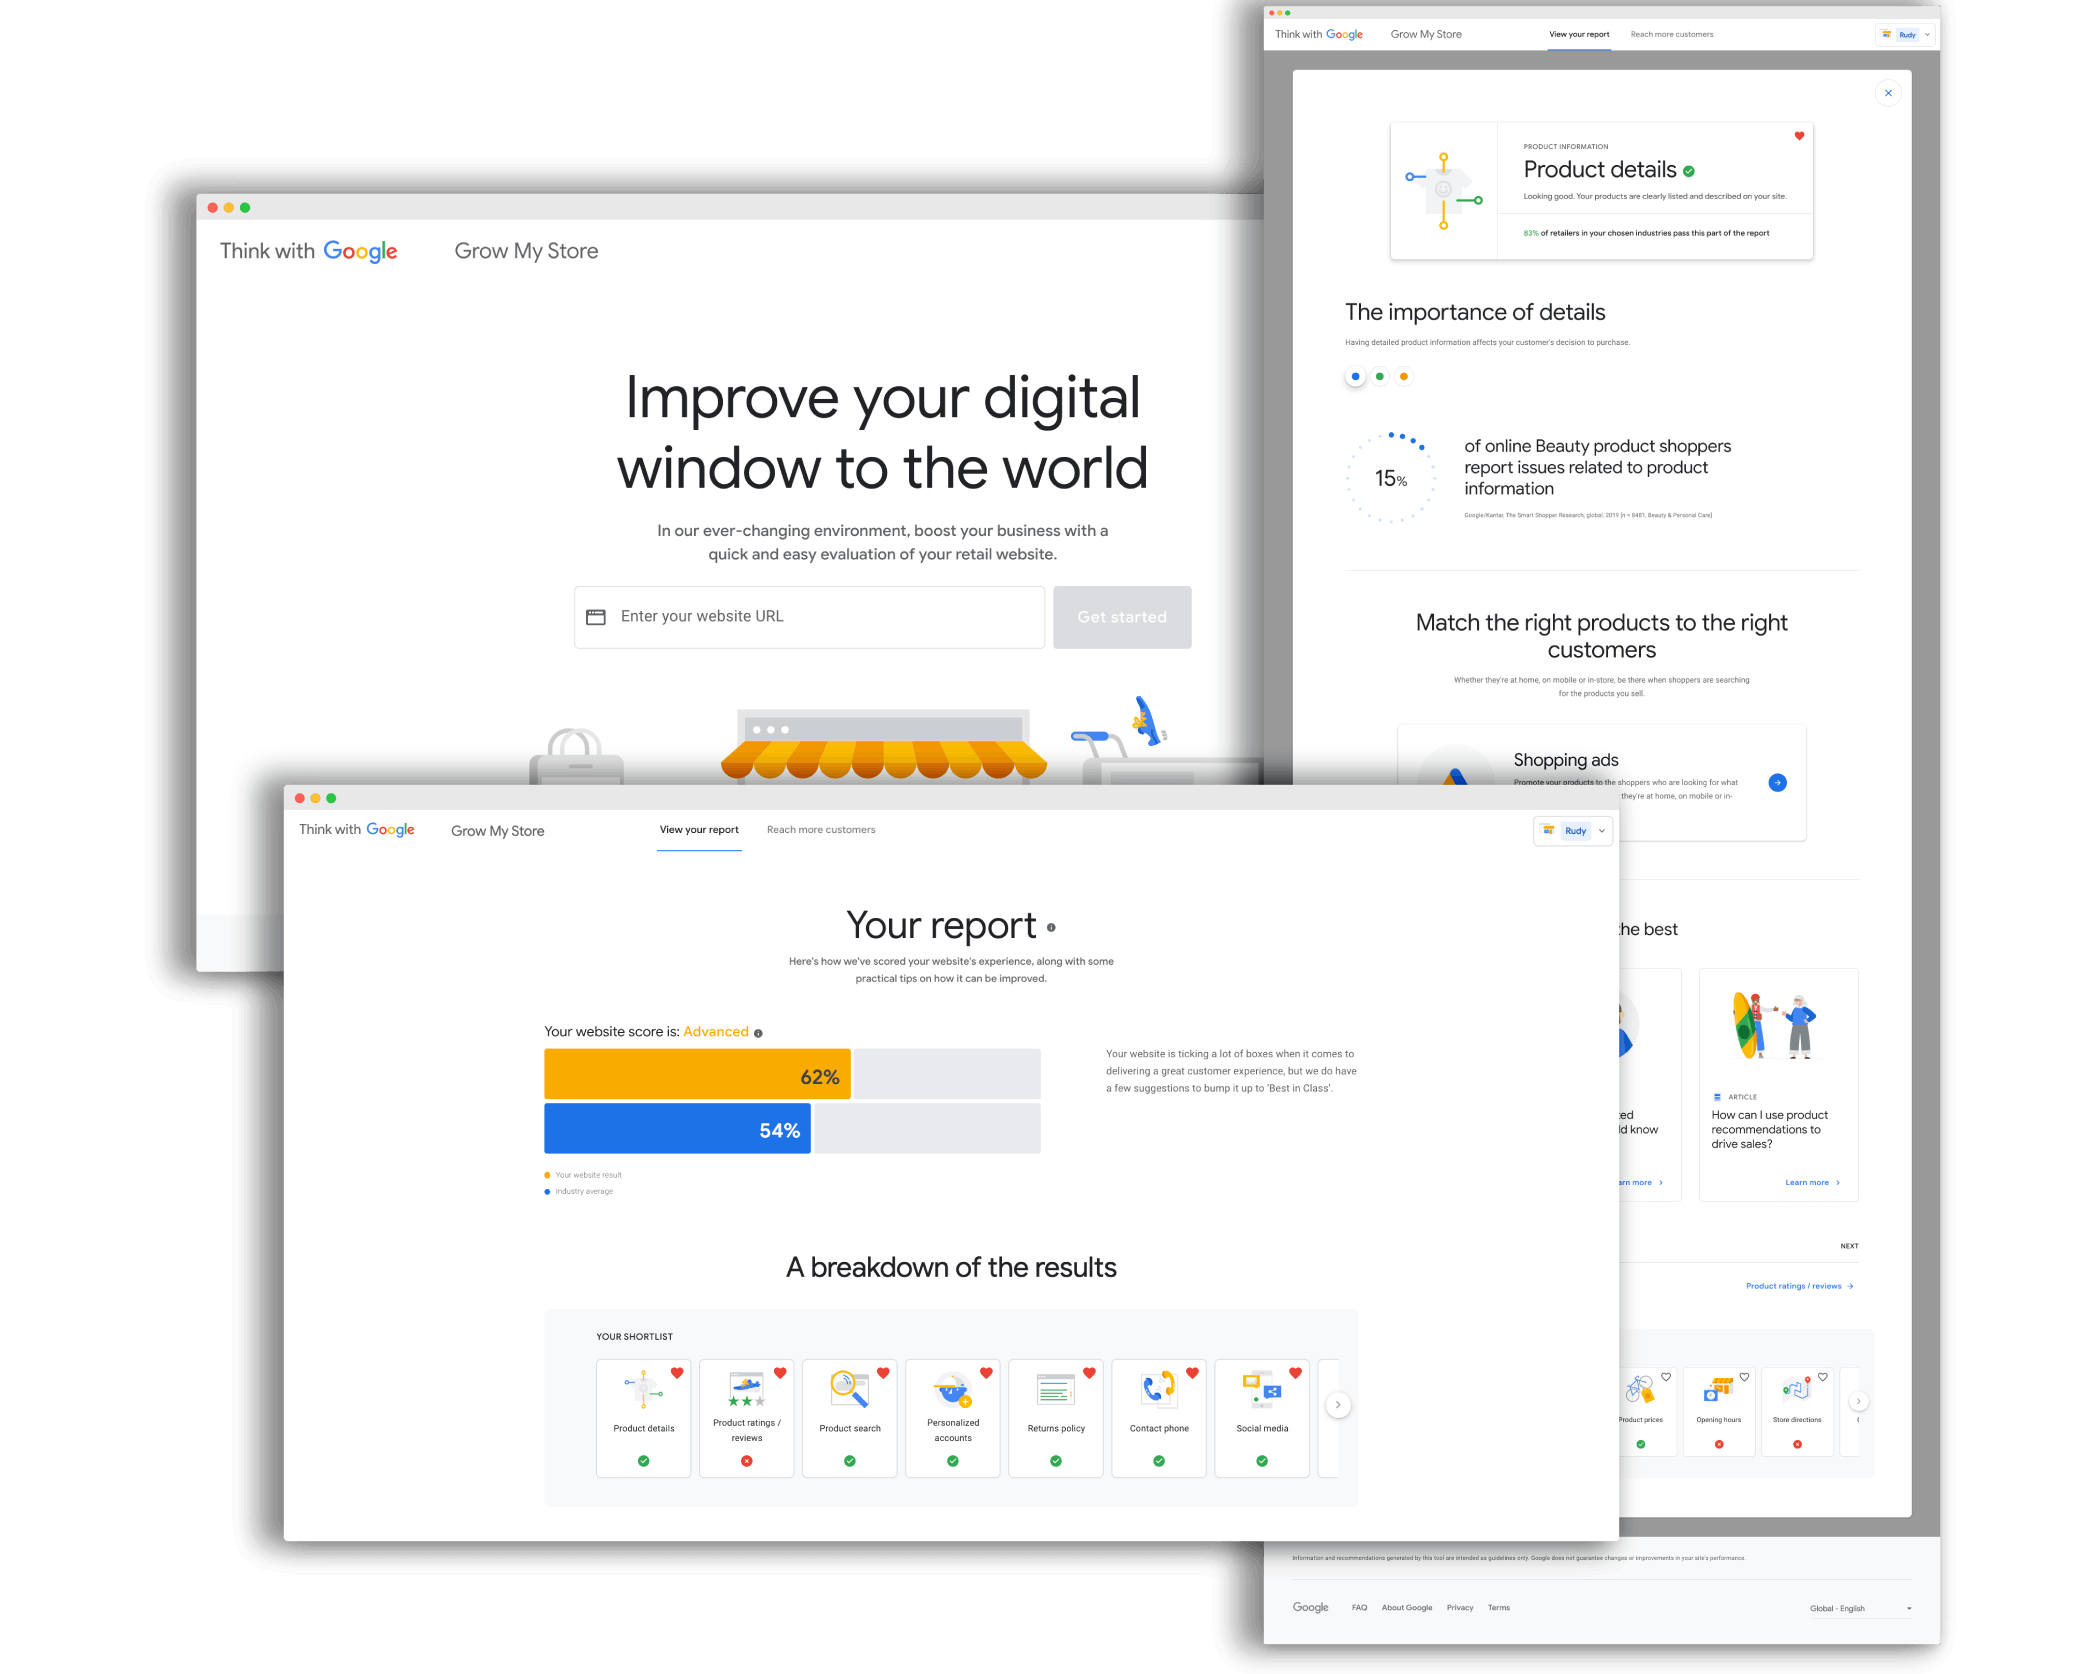 Think with Google
Grow My Store
Improve your digital
window to the world
In our ever-changing environment, boost your business with a
quick and easy evaluation of your retail website.
Enter your website URL
Get started
Think with Google
Grow My Store
View your report
Reach more customers
Rudy
PRODUCT INFORMATION
Product details
Looking good. Your products are clearly listed and described on your site.
83% of retailers in your chosen industries pass this part of the report
The importance of details
Having detailed product information affects your customer's decision to purchase.
15%
of online Beauty product shoppers
report issues related to product
information
Google/Kantar, The Smart Shopper Research, global, 2019 (n = 8481, Beauty & Personal Care)
Match the right products to the right
customers
Whether they're at home, on mobile or in-store, be there when shoppers are searching
for the products you sell.
Shopping ads
Promote your products to the shoppers who are looking for what
they're at home, on mobile or in-
the best
ARTICLE
How can I use product
recommendations to
drive sales?
Learn more
know
more
NEXT
Product ratings / reviews
Product prices
Opening hours
Store directions
Information and recommendations generated by this tool are intended as guidelines only. Google does not guarantee changes or improvements in your site's performance.
Google
FAQ
About Google
Privacy
Terms
Global - English
Think with Google
Grow My Store
View your report
Reach more customers
Rudy
Your report
Here's how we've scored your website's experience, along with some
practical tips on how it can be improved.
Your website score is: Advanced
62%
54%
Your website result
Industry average
Your website is ticking a lot of boxes when it comes to
delivering a great customer experience, but we do have
a few suggestions to bump it up to 'Best in Class'.
A breakdown of the results
YOUR SHORTLIST
Product details
Product ratings /
reviews
Product search
Personalized
accounts
Returns policy
Contact phone
Social media